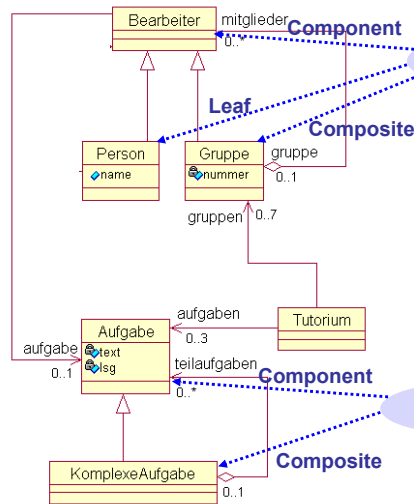 Bearbeiter
mitglieder
Component
0..*
Leaf
Composite
Person
name
Gruppe
nummer
gruppe
0..1
gruppen
0..7
Tutorium
aufgaben
0..3
Aufgabe
text
lsg
aufgabe
0..1
teilaufgaben
0..*
Component
Composite
KomplexeAufgabe
0..1